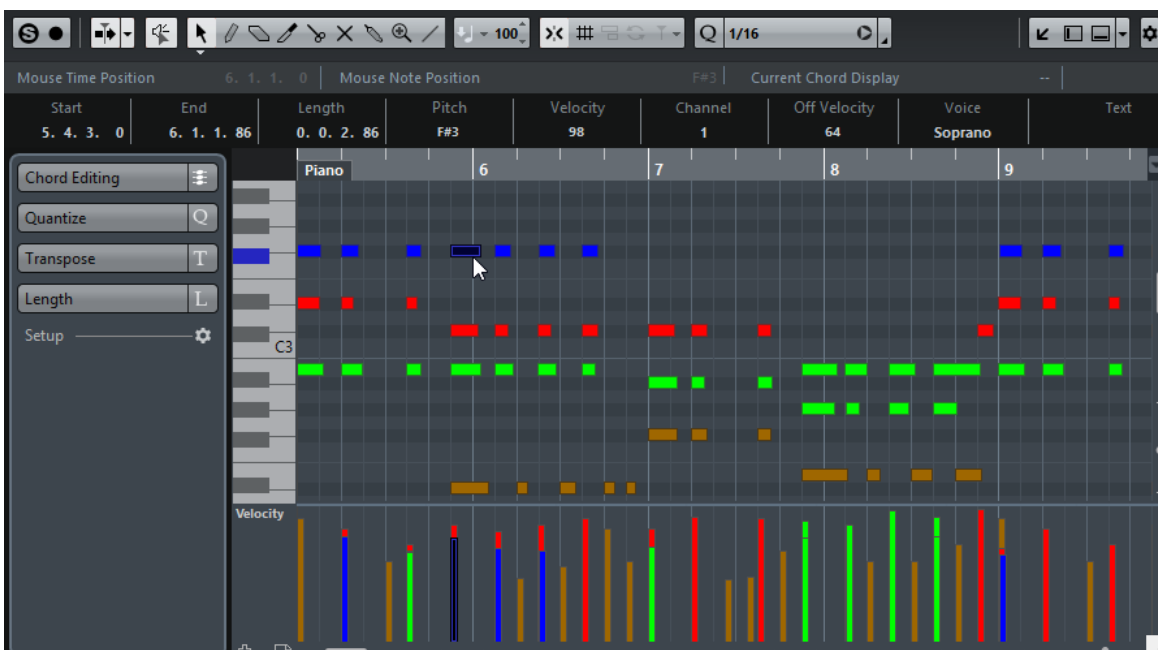 S 100 Q 1/16
Mouse Time Position 6. 1. 1. 0 Mouse Note Position F#3 Current Chord Display --
Start End Length Pitch Velocity Channel Off Velocity Voice Text
5. 4. 3. 0 6. 1. 1. 86 0. 0. 2. 86 F#3 98 1 64 Soprano
Piano 6 7 8 9
Chord Editing
Quantize Q
Transpose T
Length L
Setup
C3
Velocity